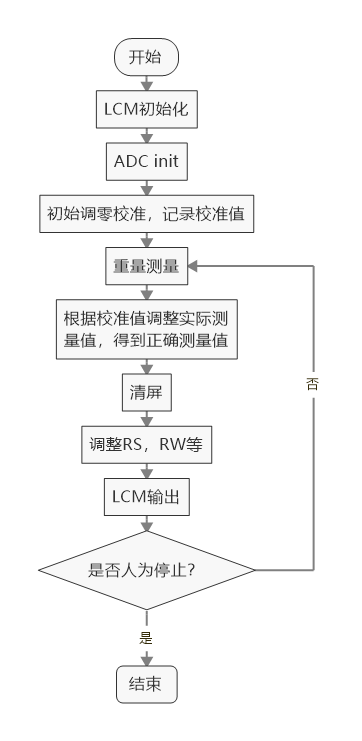 开始
LCM初始化
ADC init
初始调零校准，记录校准值
重量测量
根据校准值调整实际测
量值，得到正确测量值
否
清屏
调整RS，RW等
LCM输出
是否人为停止？
是
结束